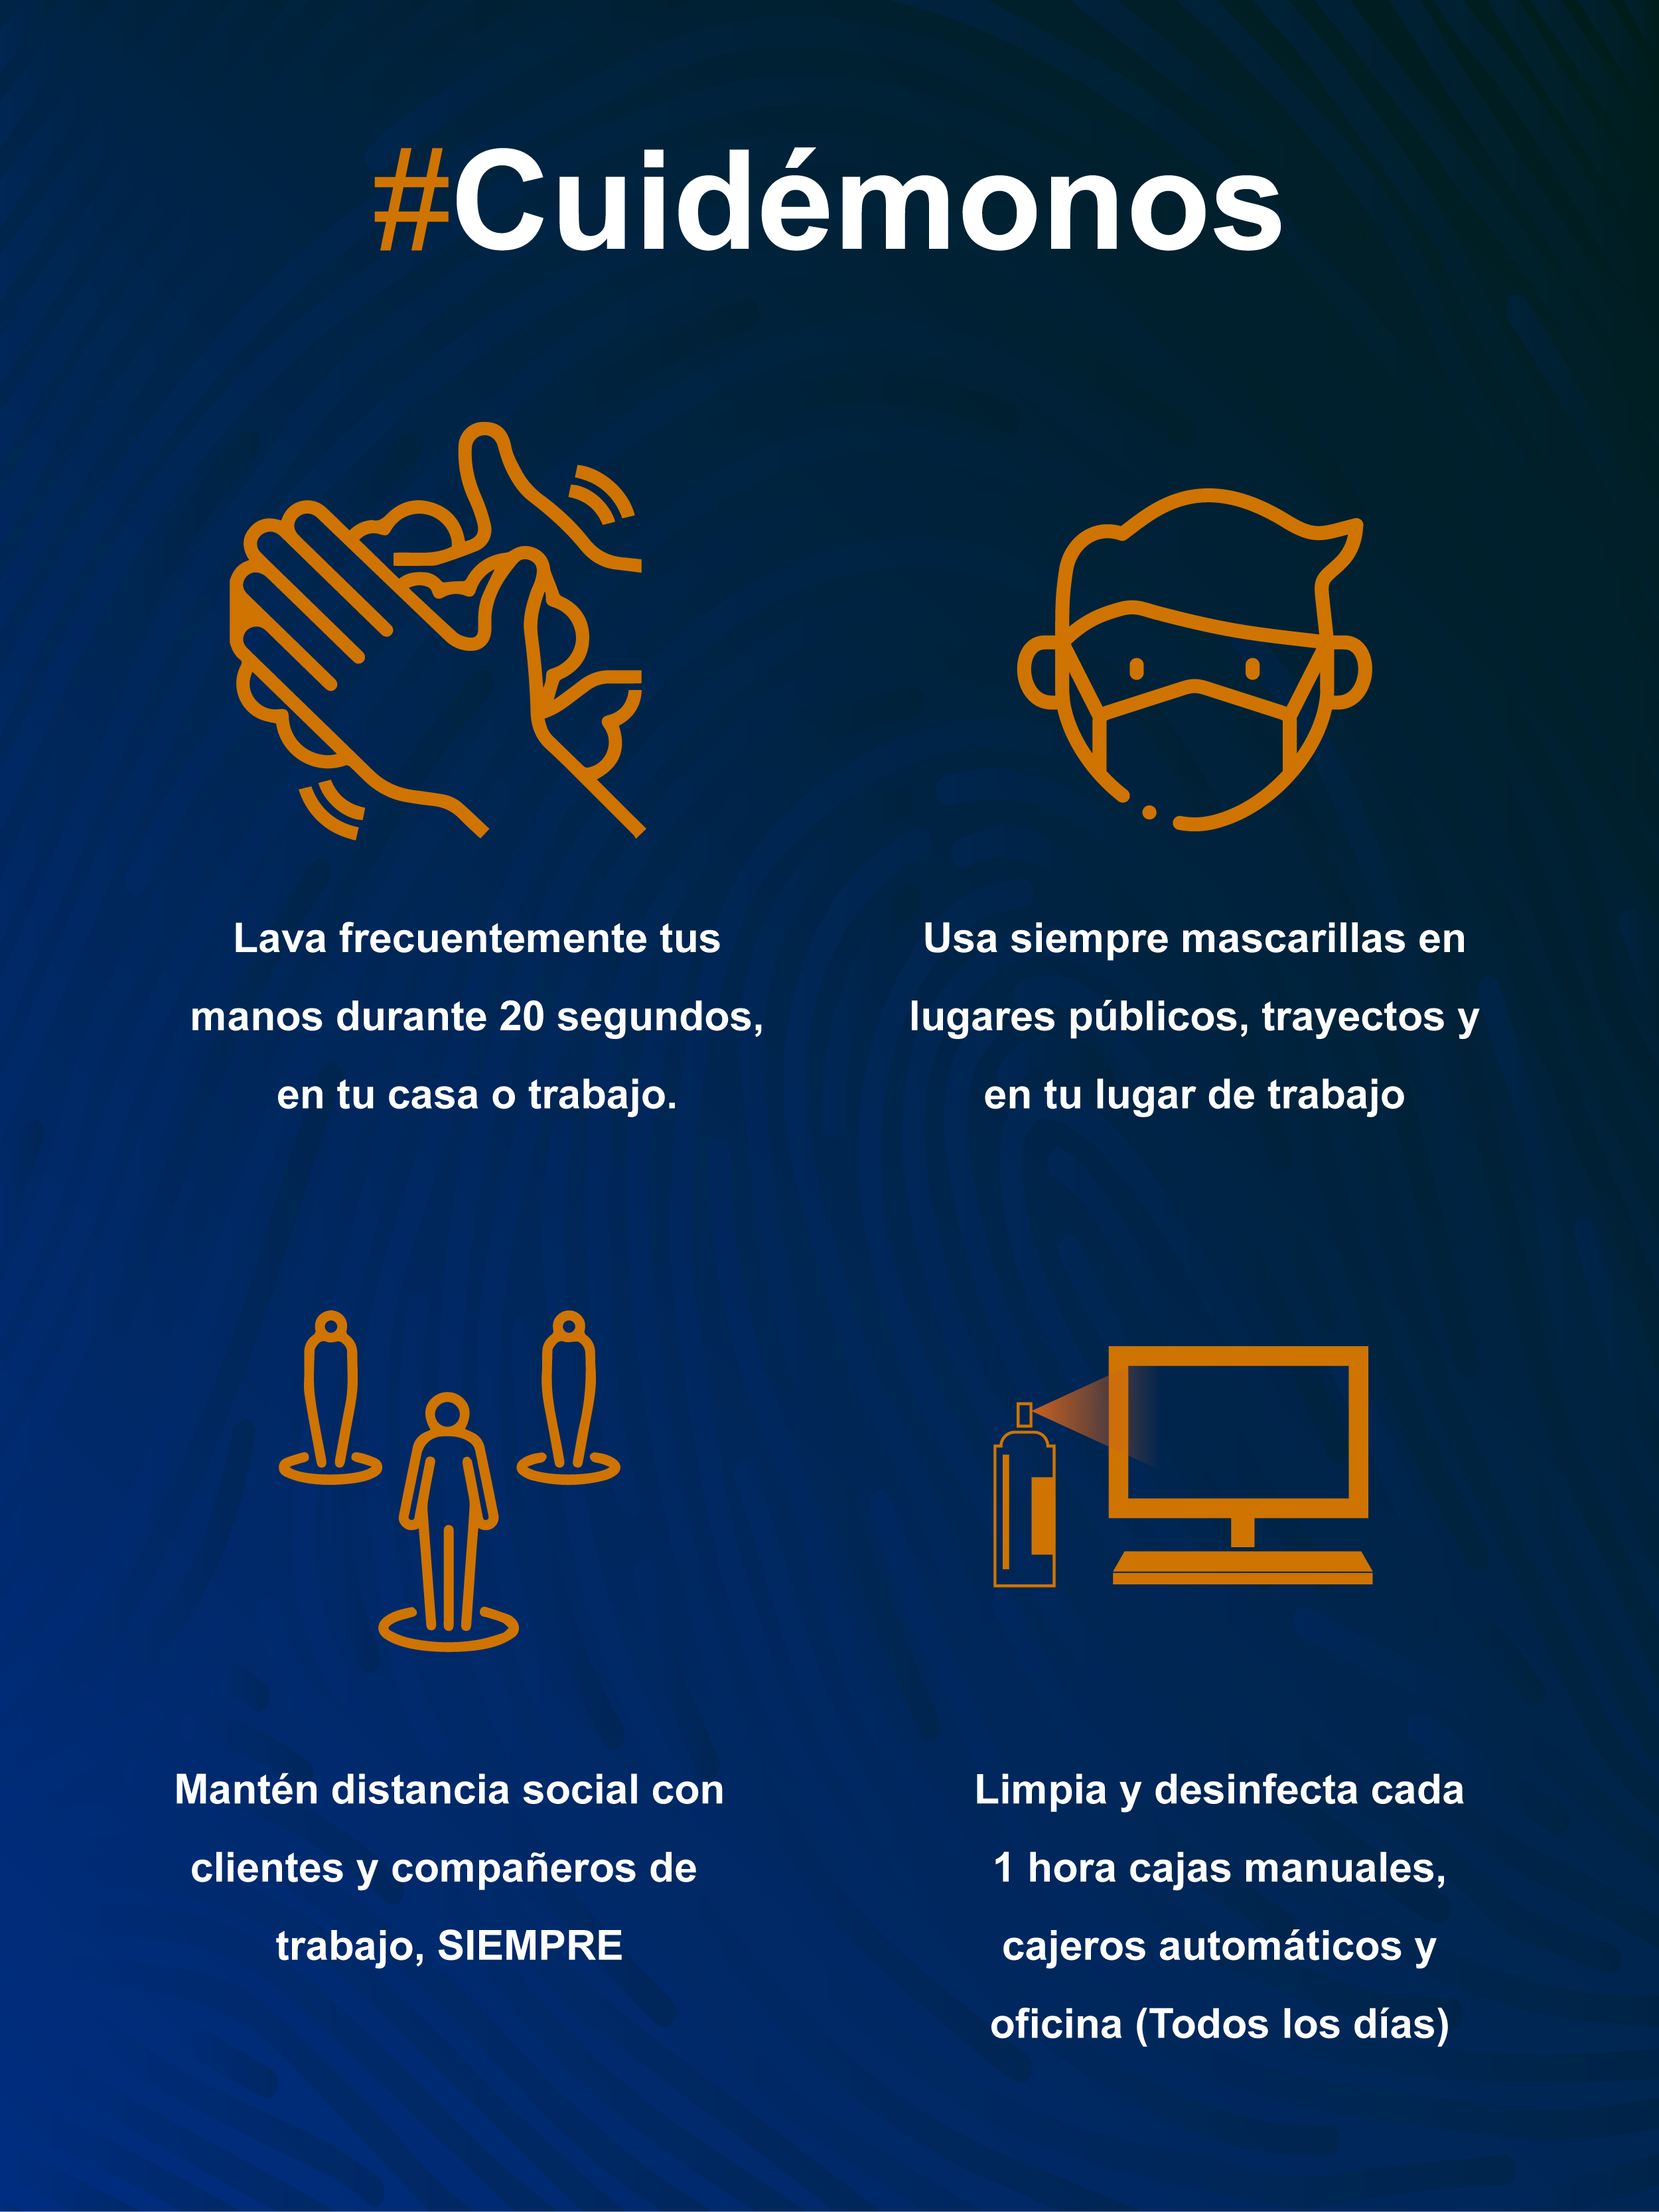 #Cuidémonos
Lava frecuentemente tus
manos durante 20 segundos,
en tu casa o trabajo.
Usa siempre mascarillas en
lugares públicos, trayectos y
en tu lugar de trabajo
Mantén distancia social con
clientes y compañeros de
trabajo, SIEMPRE
Limpia y desinfecta cada
1 hora cajas manuales,
cajeros automáticos y
oficina (Todos los días)